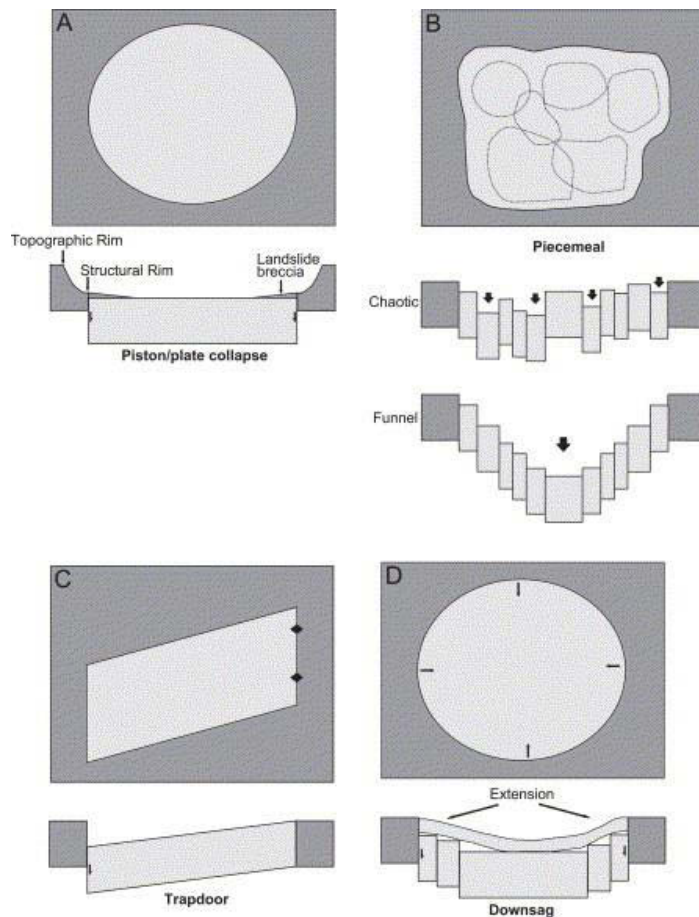 A
Topographic Rim
Structural Rim
Landslide
breccia
Piston/plate collapse
B
Piecemeal
Chaotic
Funnel
C
Trapdoor
D
Extension
Downsag